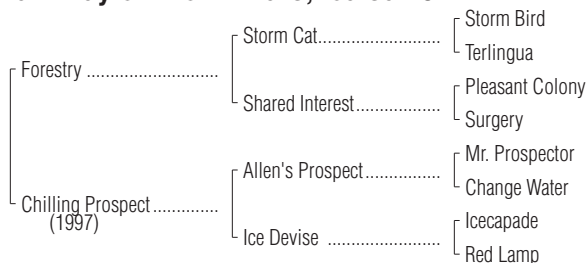 Storm Bird
Storm Cat........................
Terlingua
Forestry ..........................
Pleasant Colony
Shared Interest.................
Surgery
Mr. Prospector
Allen's Prospect...............
Change Water
Chilling Prospect.............
(1997)
Icecapade
Ice Devise ......................
Red Lamp